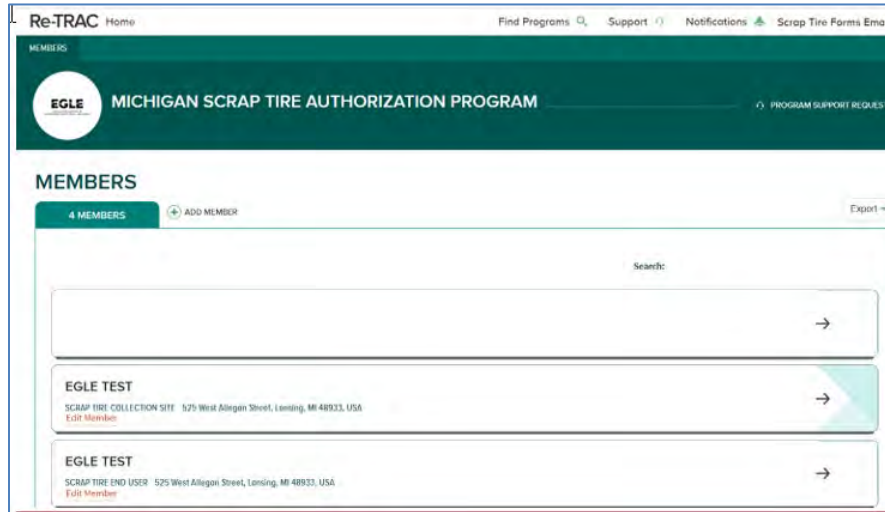 Re-TRAC Home Find Programs Support Notifications Scrap Tire Forms Ema
MEMBERS
EGLE MICHIGAN SCRAP TIRE AUTHORIZATION PROGRAM PROGRAM SUPPORT REQUES
MEMBERS
4 MEMBERS ADD MEMBER Export
Search:
EGLE TEST
SCRAP TIRE COLLECTION SITE 525 West Allegan Street, Lansing, MI 48933, USA
Edit Member
EGLE TEST
SCRAP TIRE END USER 525 West Allegan Street, Lansing, MI 48933, USA
Edit Member